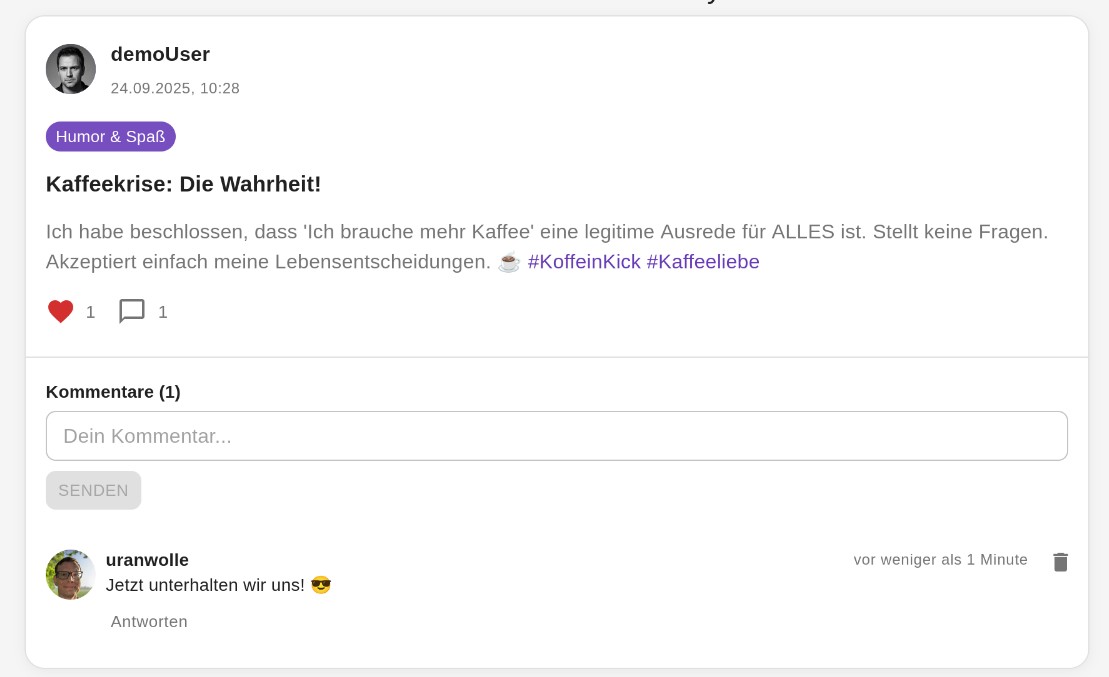 demoUser
24.09.2025, 10:28
Humor & Spaß
Kaffeekrise: Die Wahrheit!
Ich habe beschlossen, dass 'Ich brauche mehr Kaffee' eine legitime Ausrede für ALLES ist. Stellt keine Fragen.
Akzeptiert einfach meine Lebensentscheidungen. ☕ #KoffeinKick #Kaffeeliebe
1 1
Kommentare (1)
Dein Kommentar...
SENDEN
uranwolle vor weniger als 1 Minute
Jetzt unterhalten wir uns! 😎
Antworten